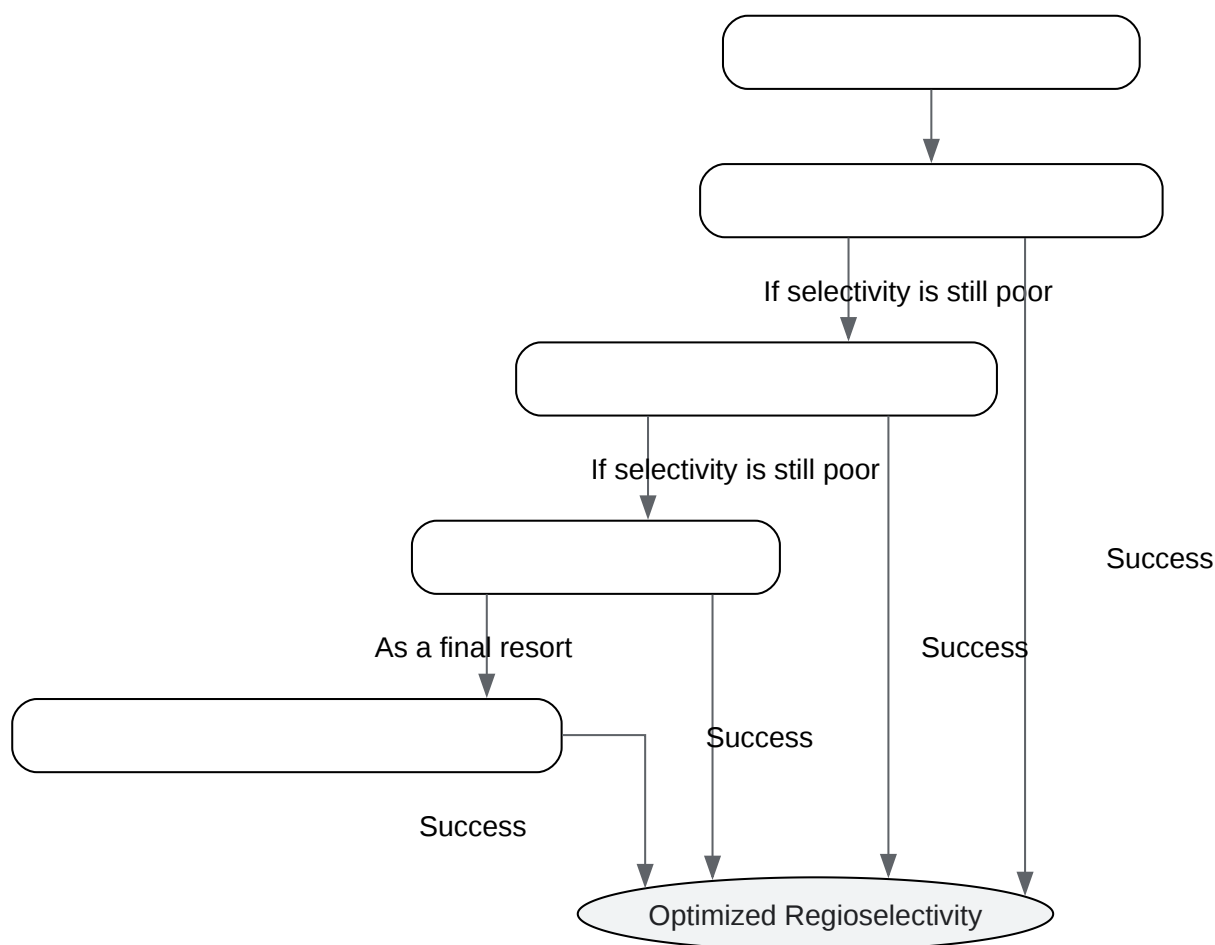 If selectivity is still poor
If selectivity is still poor
Success
As a final resort
Success
Success
Success
Optimized Regioselectivity